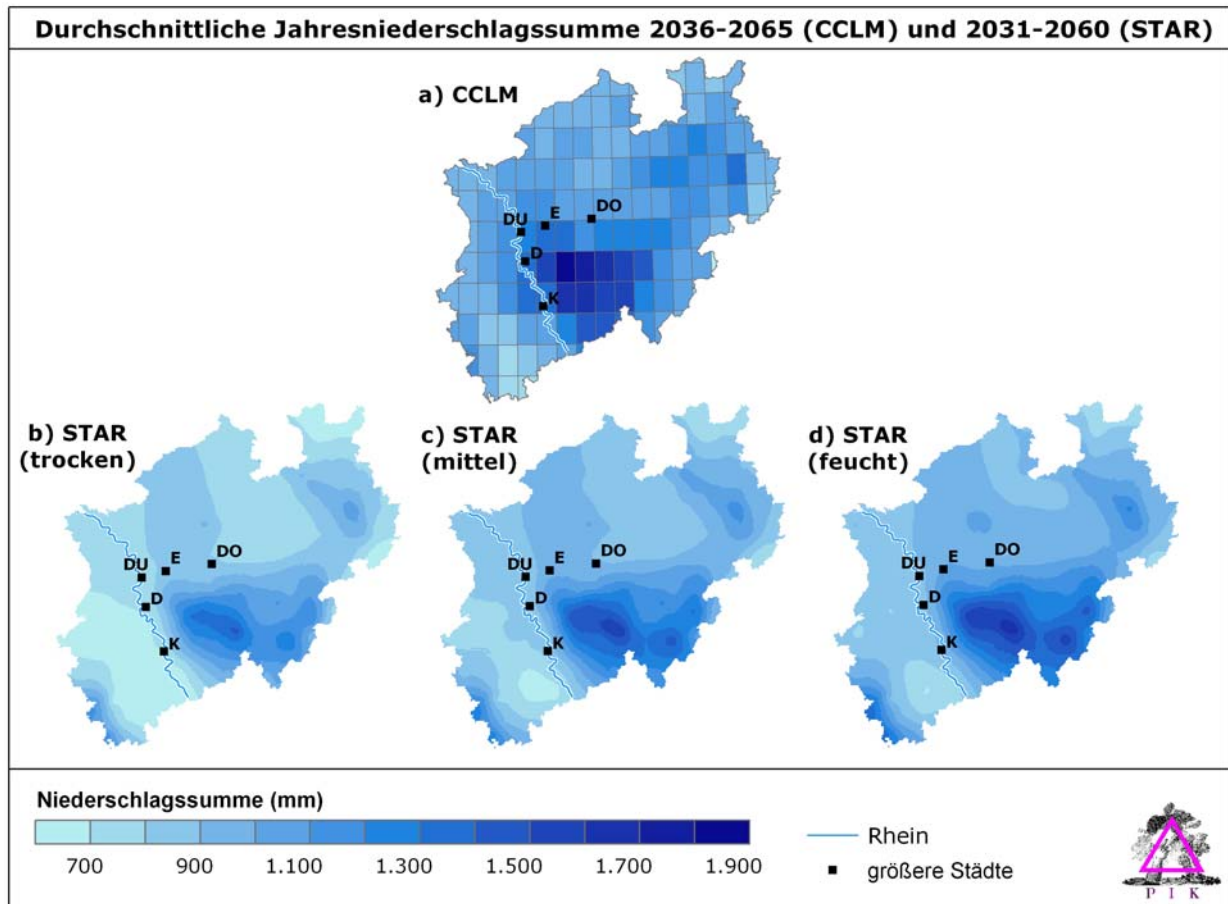 Durchschnittliche Jahresniederschlagssumme 2036-2065 (CCLM) und 2031-2060 (STAR)
a) CCLM
DU
E
DO
D
K
b) STAR
(trocken)
DU
E
DO
D
K
c) STAR
(mittel)
DU
E
DO
D
K
d) STAR
(feucht)
DU
E
DO
D
K
Niederschlagssumme (mm)
700 900 1.100 1.300 1.500 1.700 1.900
Rhein
größere Städte
P I K